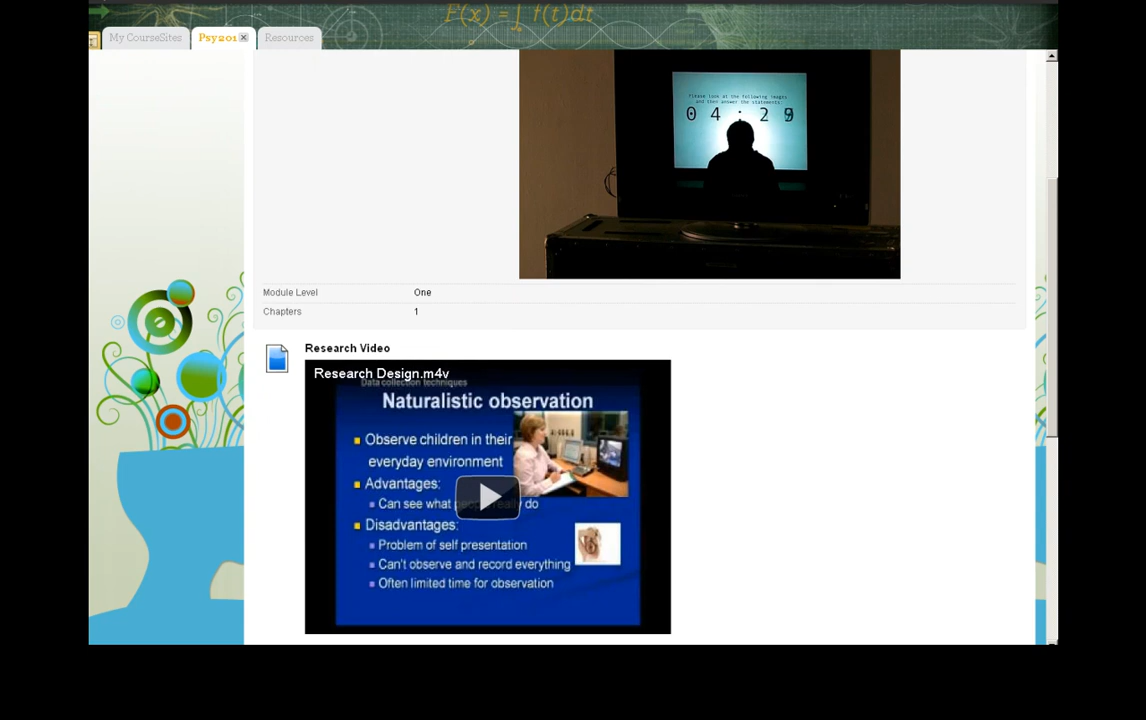 F(x) = ∫ f(t)dt
My CourseSites
Psy201
Resources
Please look at the following images
and then answer the statements
04:29
Module Level One
Chapters 1
Research Video
Research Design.m4v
Data collection techniques
Naturalistic observation
Observe children in their
everyday environment
Advantages:
Can see what people really do
Disadvantages:
Problem of self presentation
Can't observe and record everything
Often limited time for observation